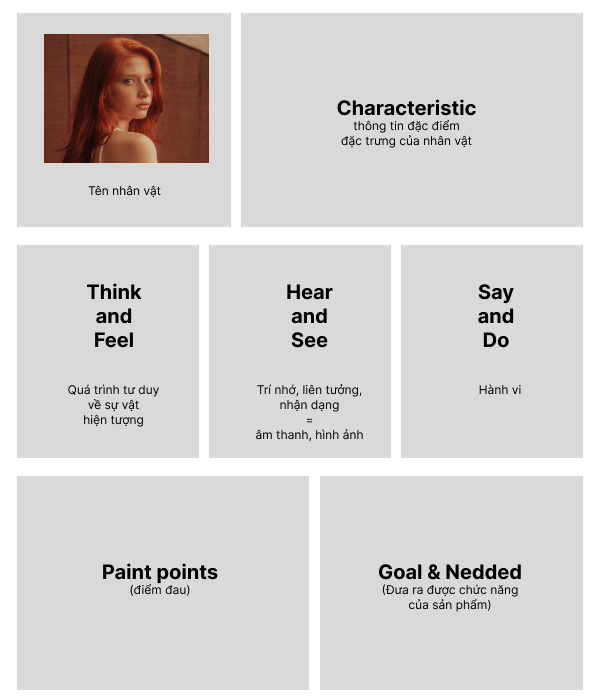 Tên nhân vật
Characteristic
thông tin đặc điểm
đặc trưng của nhân vật
Think
and
Feel
Quá trình tư duy
về sự vật
hiện tượng
Hear
and
See
Trí nhớ, liên tưởng,
nhận dạng
=
âm thanh, hình ảnh
Say
and
Do
Hành vi
Paint points
(điểm đau)
Goal & Nedded
(Đưa ra được chức năng
của sản phẩm)